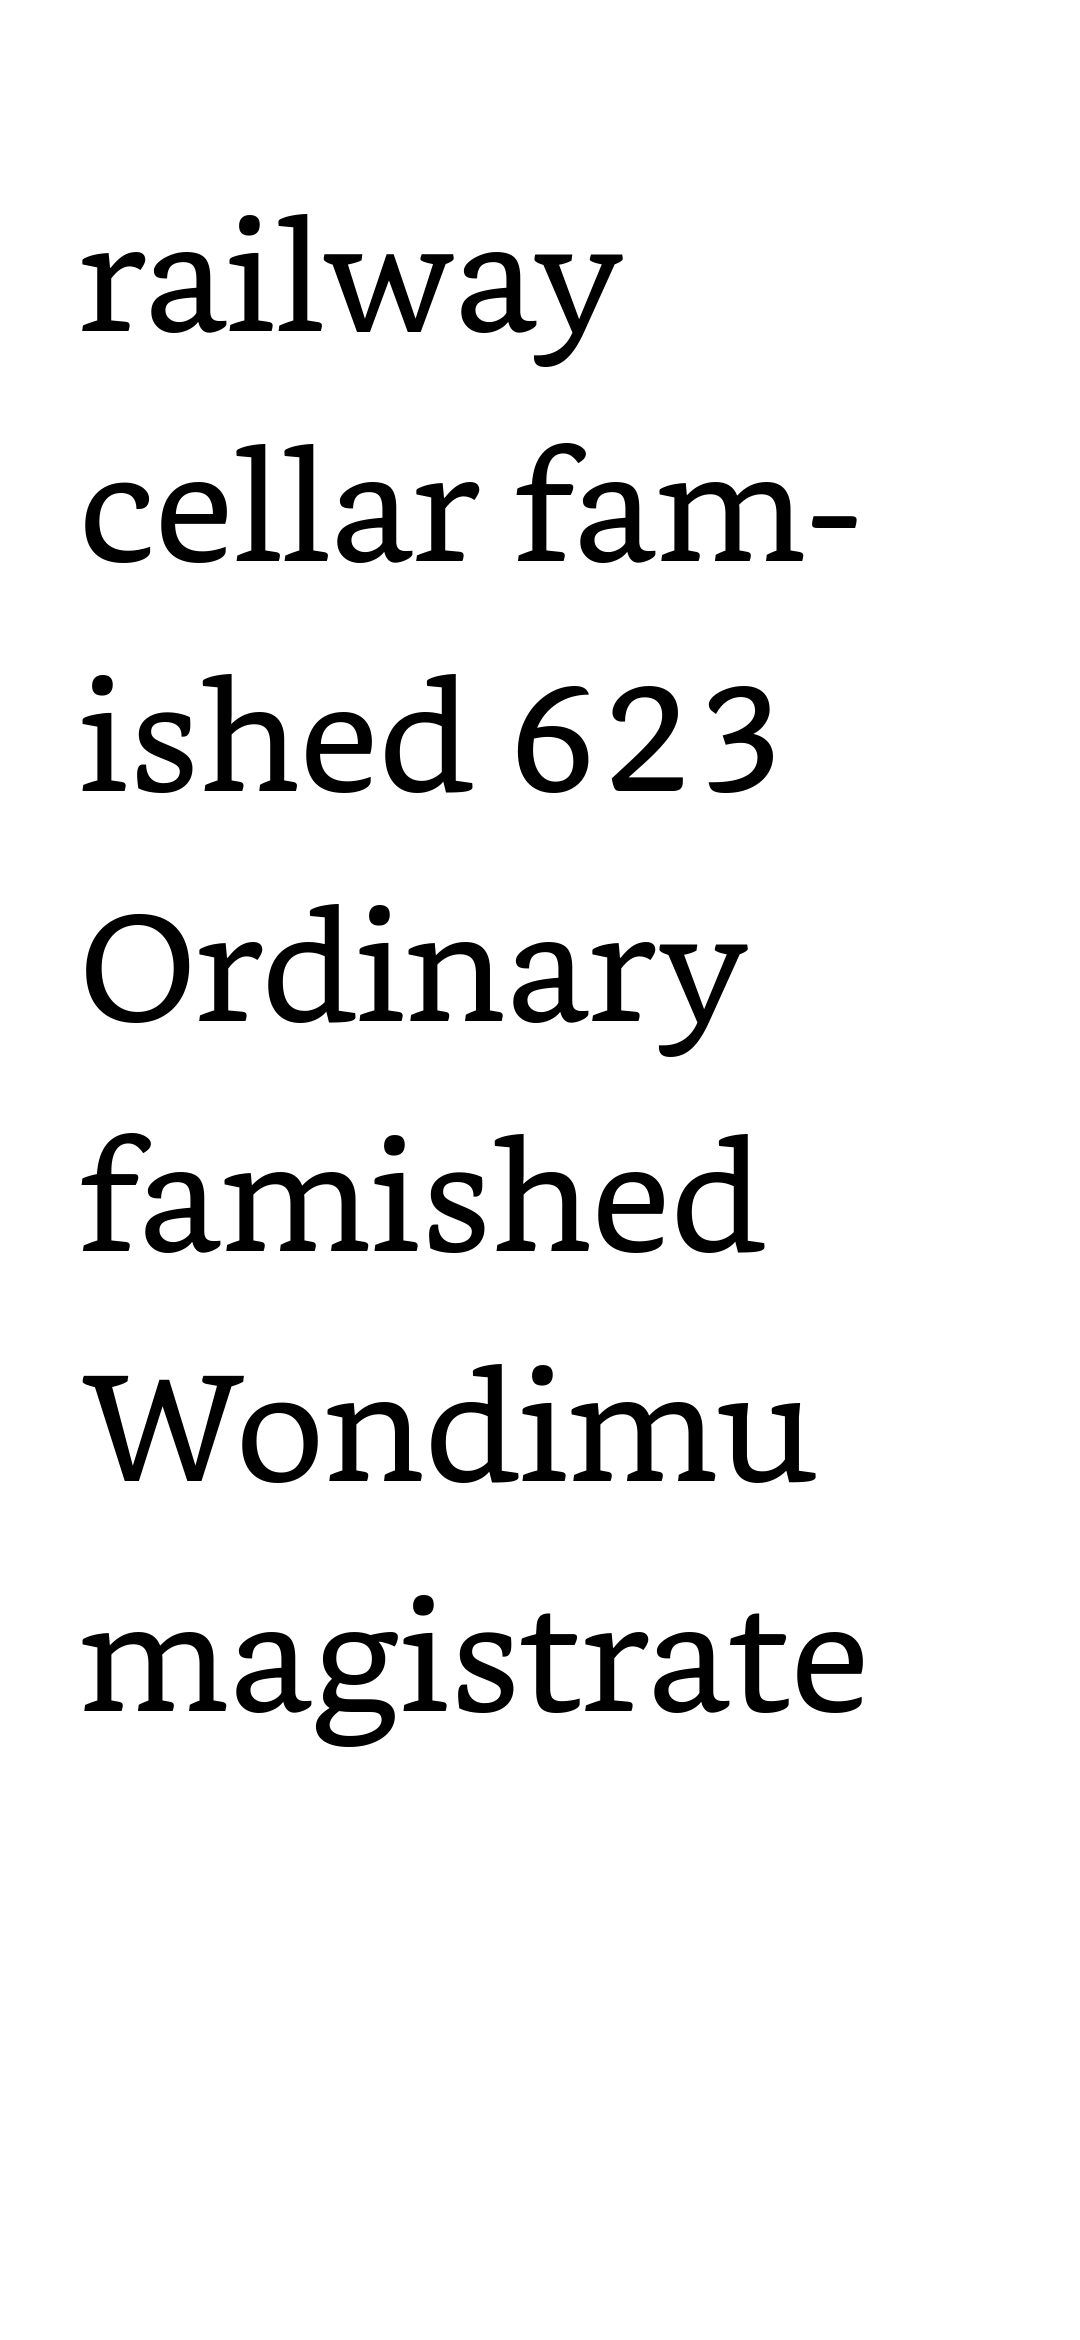 railway
cellar fam-
ished 623
Ordinary
famished
Wondimu
magistrate